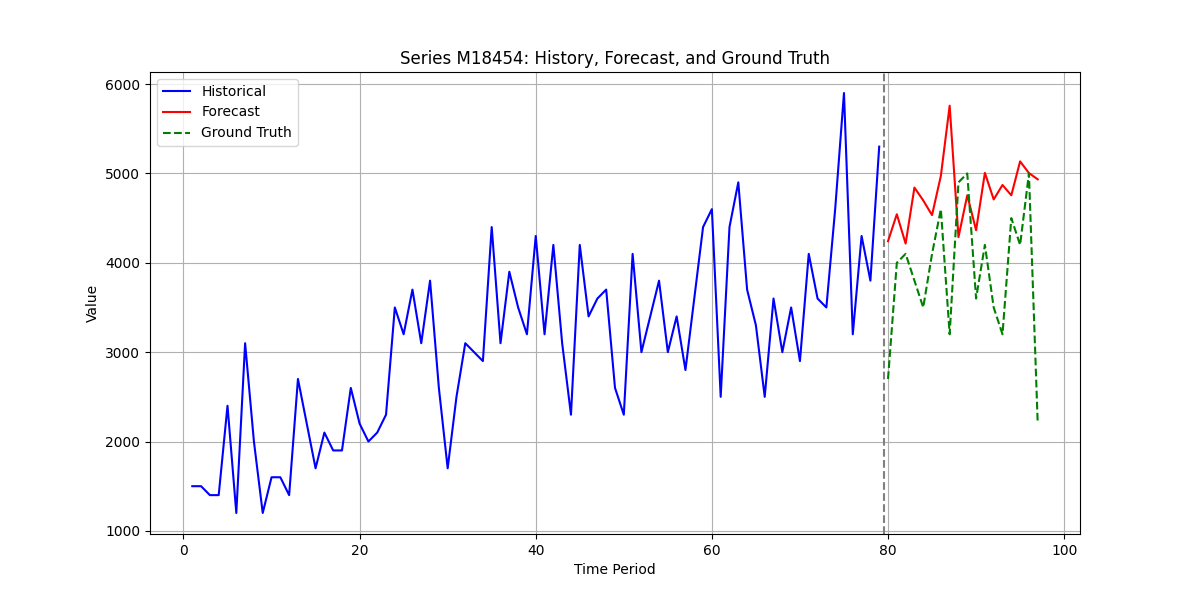 Series M18454: History, Forecast, and Ground Truth
Historical
Forecast
Ground Truth
6000
5000
4000
3000
2000
1000
Value
0 20 40 60 80 100
Time Period